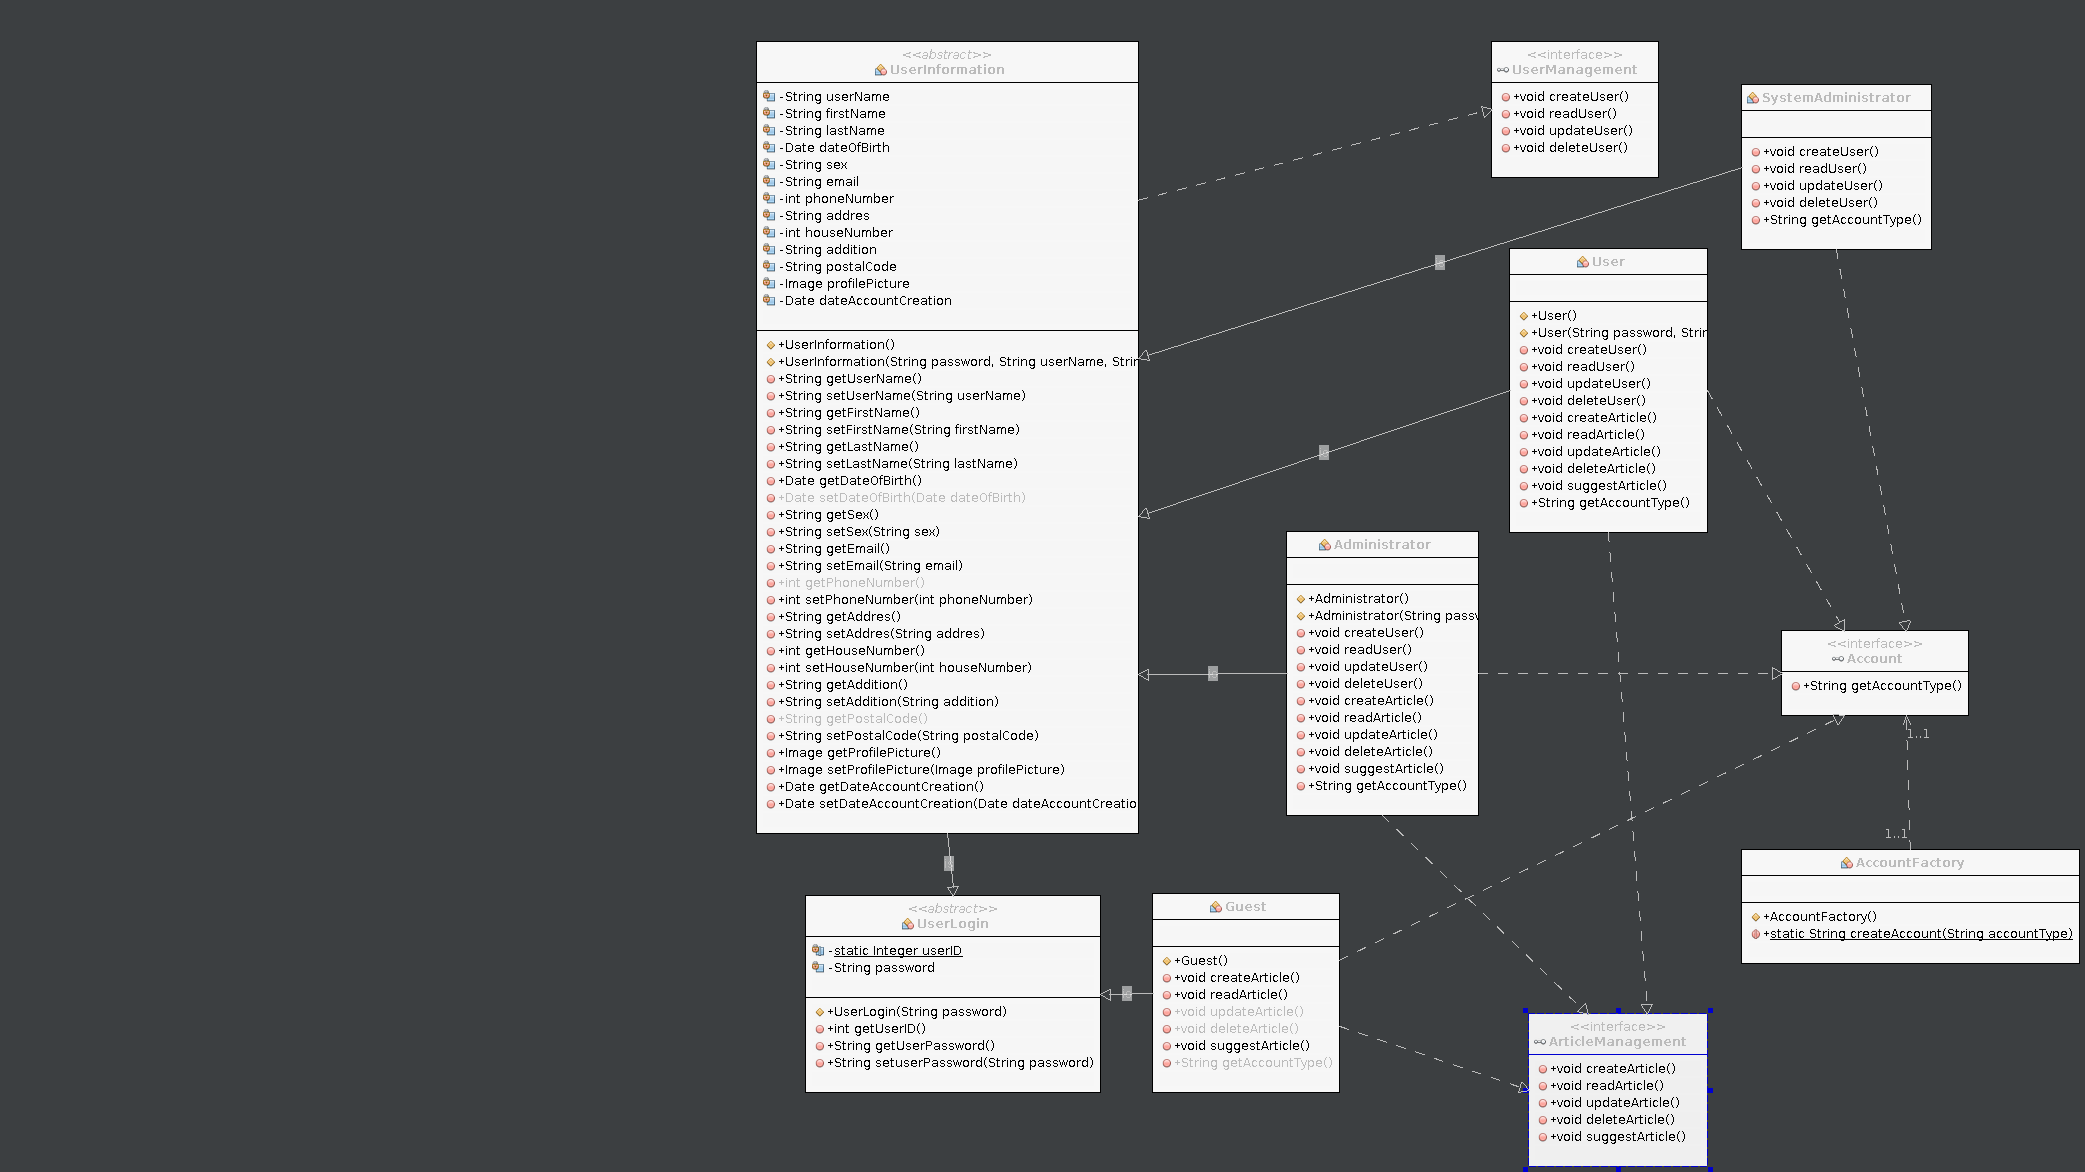 <<abstract>>
UserInformation
-String userName
-String firstName
-String lastName
-Date dateOfBirth
-String sex
-String email
-int phoneNumber
-String addres
-int houseNumber
-String addition
-String postalCode
-Image profilePicture
-Date dateAccountCreation
+UserInformation()
+UserInformation(String password, String userName, Strin
+String getUserName()
+String setUserName(String userName)
+String getFirstName()
+String setFirstName(String firstName)
+String getLastName()
+String setLastName(String lastName)
+Date getDateOfBirth()
+Date setDateOfBirth(Date dateOfBirth)
+String getSex()
+String setSex(String sex)
+String getEmail()
+String setEmail(String email)
+int getPhoneNumber()
+int setPhoneNumber(int phoneNumber)
+String getAddres()
+String setAddres(String addres)
+int getHouseNumber()
+int setHouseNumber(int houseNumber)
+String getAddition()
+String setAddition(String addition)
+String getPostalCode()
+String setPostalCode(String postalCode)
+Image getProfilePicture()
+Image setProfilePicture(Image profilePicture)
+Date getDateAccountCreation()
+Date setDateAccountCreation(Date dateAccountCreatio
<<interface>>
UserManagement
+void createUser()
+void readUser()
+void updateUser()
+void deleteUser()
SystemAdministrator
+void createUser()
+void readUser()
+void updateUser()
+void deleteUser()
+String getAccountType()
User
+User()
+User(String password, Strin
+void createUser()
+void readUser()
+void updateUser()
+void deleteUser()
+void createArticle()
+void readArticle()
+void updateArticle()
+void deleteArticle()
+void suggestArticle()
+String getAccountType()
Administrator
+Administrator()
+Administrator(String passw
+void createUser()
+void readUser()
+void updateUser()
+void deleteUser()
+void createArticle()
+void readArticle()
+void updateArticle()
+void deleteArticle()
+void suggestArticle()
+String getAccountType()
<<interface>>
Account
+String getAccountType()
1..1
1..1
AccountFactory
+AccountFactory()
+static String createAccount(String accountType)
<<abstract>>
UserLogin
-static Integer userID
-String password
+UserLogin(String password)
+int getUserID()
+String getUserPassword()
+String setuserPassword(String password)
Guest
+Guest()
+void createArticle()
+void readArticle()
+void updateArticle()
+void deleteArticle()
+void suggestArticle()
+String getAccountType()
<<interface>>
ArticleManagement
+void createArticle()
+void readArticle()
+void updateArticle()
+void deleteArticle()
+void suggestArticle()